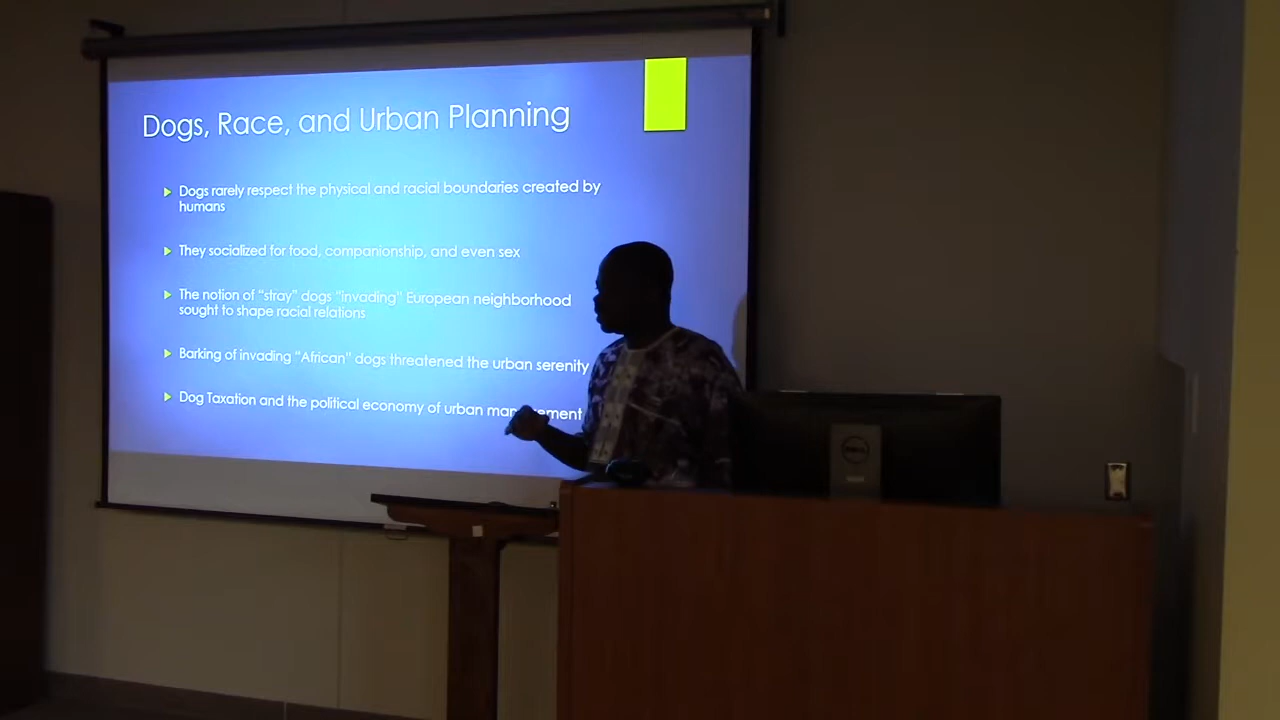 Dogs, Race, and Urban Planning
Dogs rarely respect the physical and racial boundaries created by
humans
They socialized for food, companionship, and even sex
The notion of “stray” dogs “invading” European neighborhood
sought to shape racial relations
Barking of invading “African” dogs threatened the urban serenity
Dog Taxation and the political economy of urban
DELL